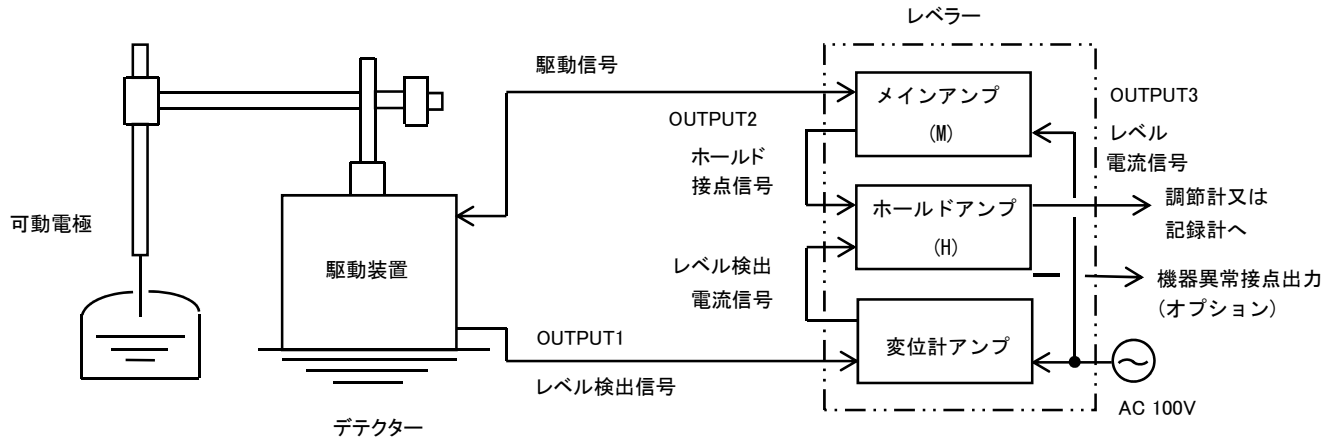 レベラー
駆動信号
メインアンプ
(M)
OUTPUT3
レベル
電流信号
OUTPUT2
ホールド
接点信号
ホールドアンプ
(H)
調節計又は
記録計へ
可動電極
駆動装置
レベル検出
電流信号
機器異常接点出力
(オプション)
OUTPUT1
レベル検出信号
変位計アンプ
AC 100V
デテクター